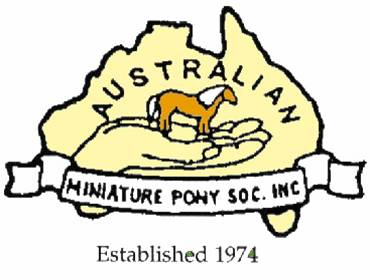 AUSTRALIAN
MINIATURE PONY SOC. INC
Established 1974